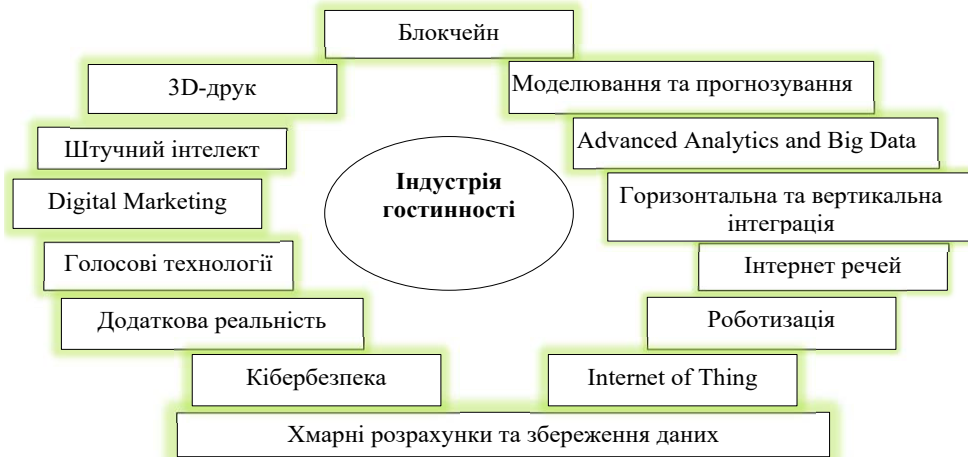 Блокчейн
3D-друк
Моделювання та прогнозування
Штучний інтелект
Advanced Analytics and Big Data
Індустрія
гостинності
Digital Marketing
Горизонтальна та вертикальна
інтеграція
Голосові технології
Інтернет речей
Додаткова реальність
Роботизація
Кібербезпека
Internet of Thing
Хмарні розрахунки та збереження даних